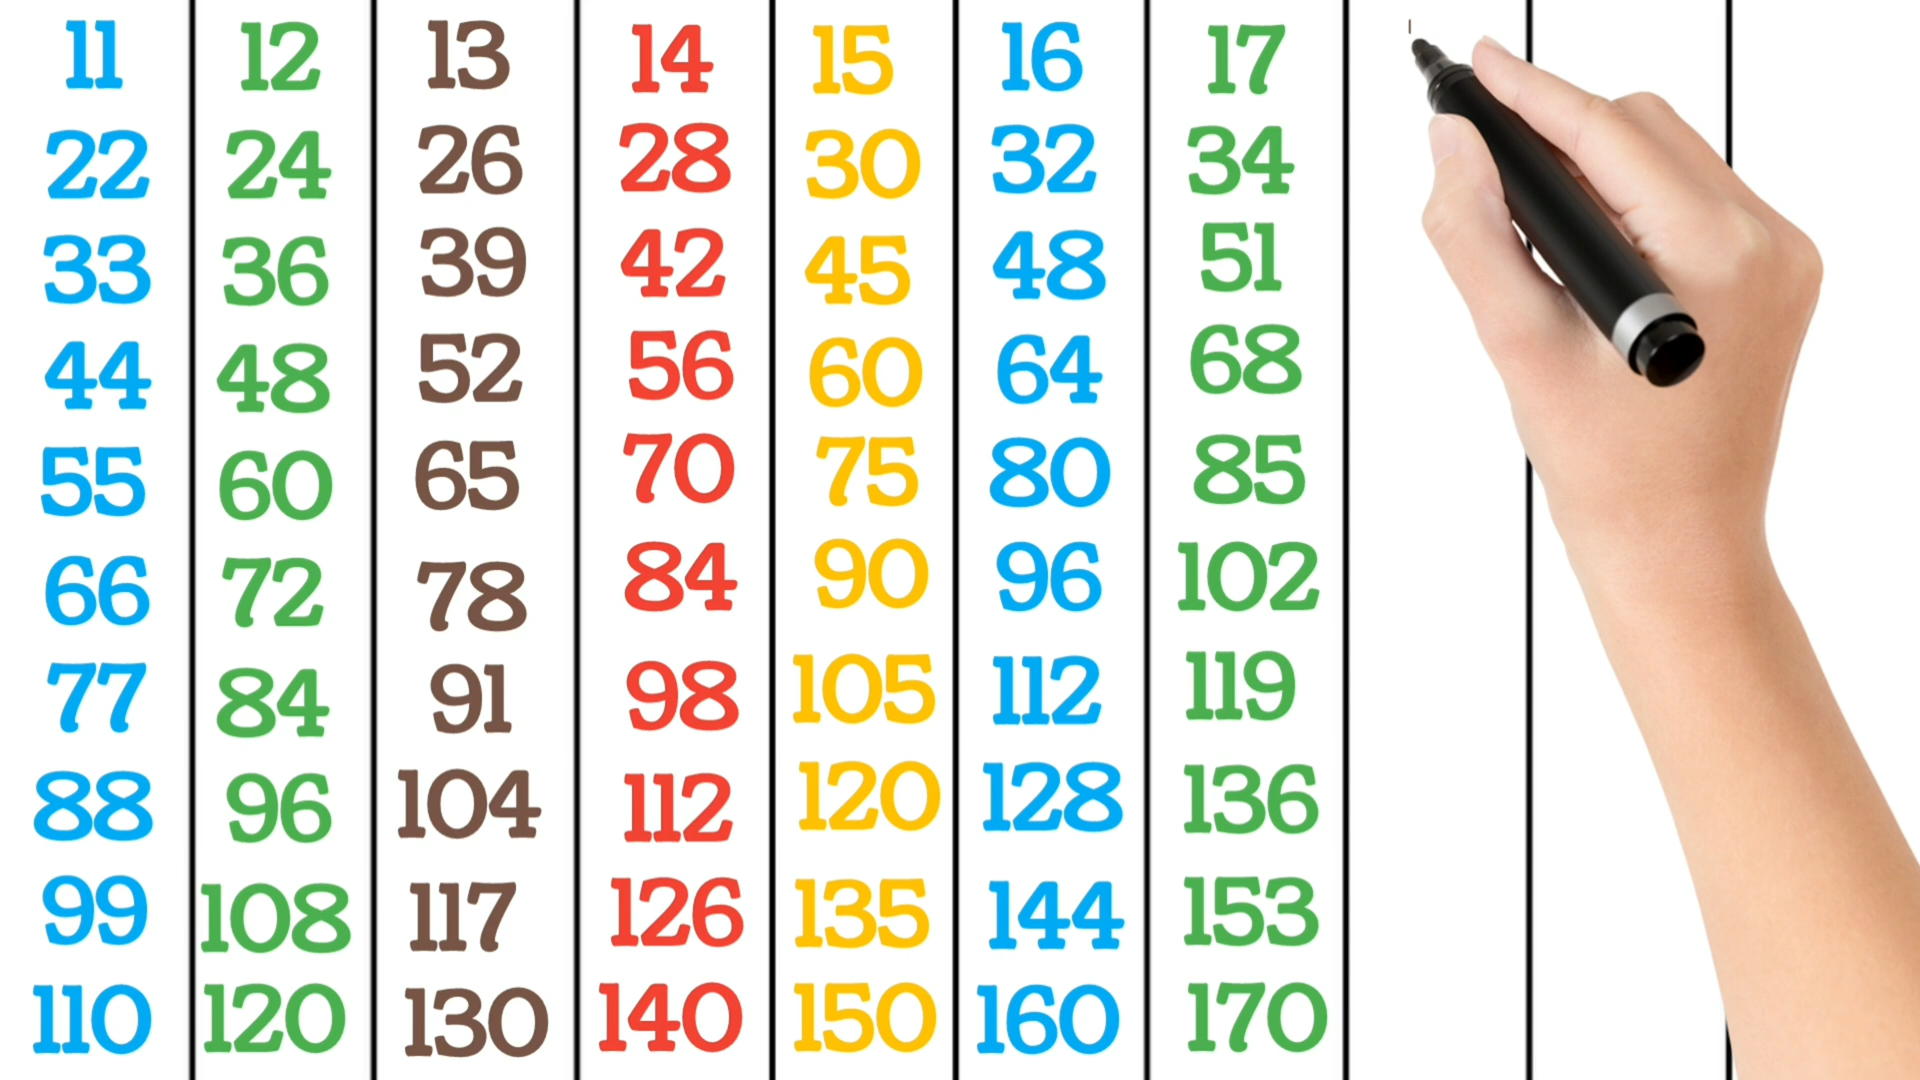 11 12 13 14 15 16 17
22 24 26 28 30 32 34
33 36 39 42 45 48 51
44 48 52 56 60 64 68
55 60 65 70 75 80 85
66 72 78 84 90 96 102
77 84 91 98 105 112 119
88 96 104 112 120 128 136
99 108 117 126 135 144 153
110 120 130 140 150 160 170